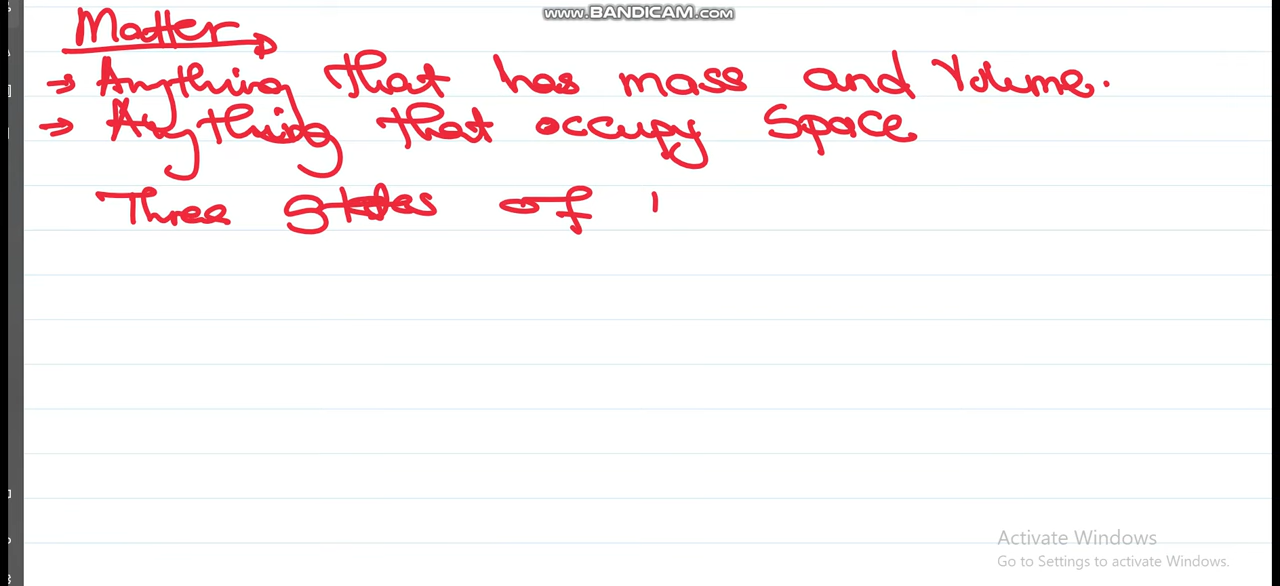 www.BANDICAM.com
Matter
→ Anything that has mass and Volume.
→ Anything that occupy Space
Three States of
Activate Windows
Go to Settings to activate Windows.